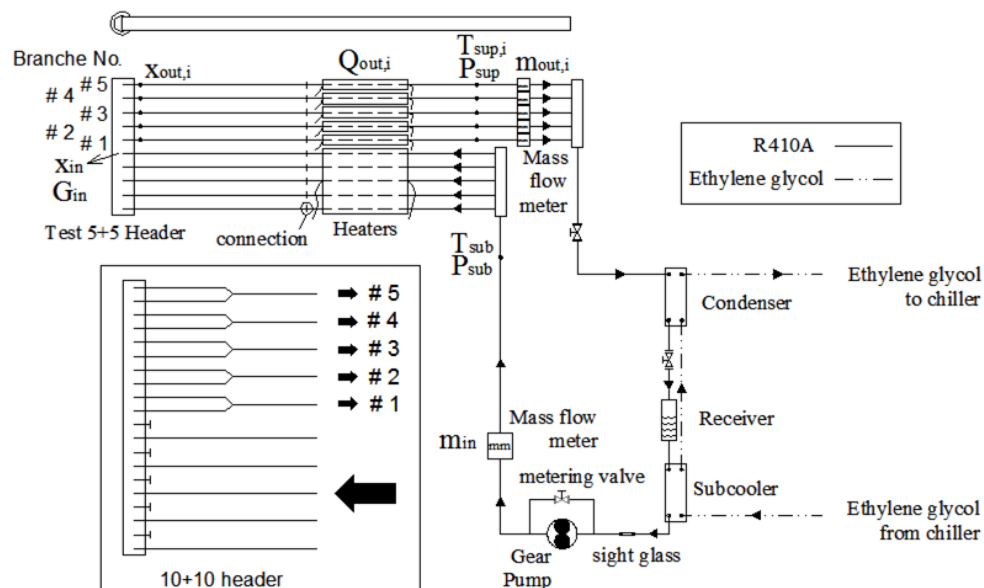 Branche No.
# 5
# 4
# 3
# 2
# 1
Xout,i
Qout,i
Tsup,i
Psup
mout,i
Mass
flow
meter
Xin
Gin
Test 5+5 Header
connection
Heaters
Tsub
Psub
R410A
Ethylene glycol
Condenser
Ethylene glycol
to chiller
Receiver
Subcooler
Ethylene glycol
from chiller
Mass flow
meter
min
mm
metering valve
Gear
Pump
sight glass
# 5
# 4
# 3
# 2
# 1
10+10 header